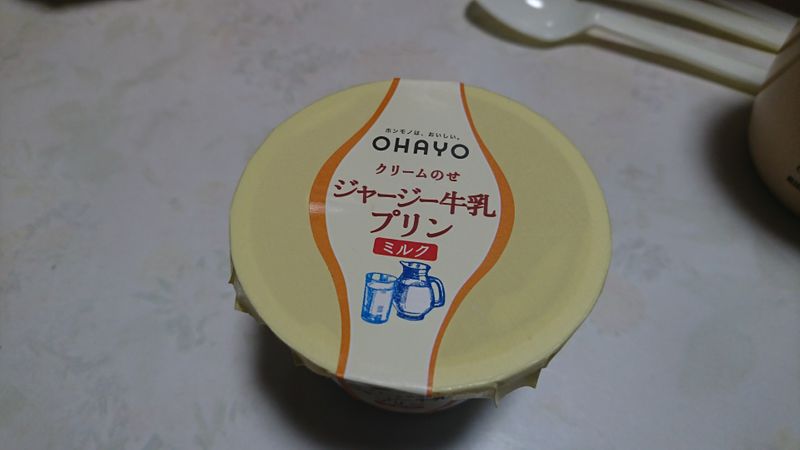 ホンモノは、おいしい。
OHAYO
クリームのせ
ジャージー牛乳
プリン
ミルク